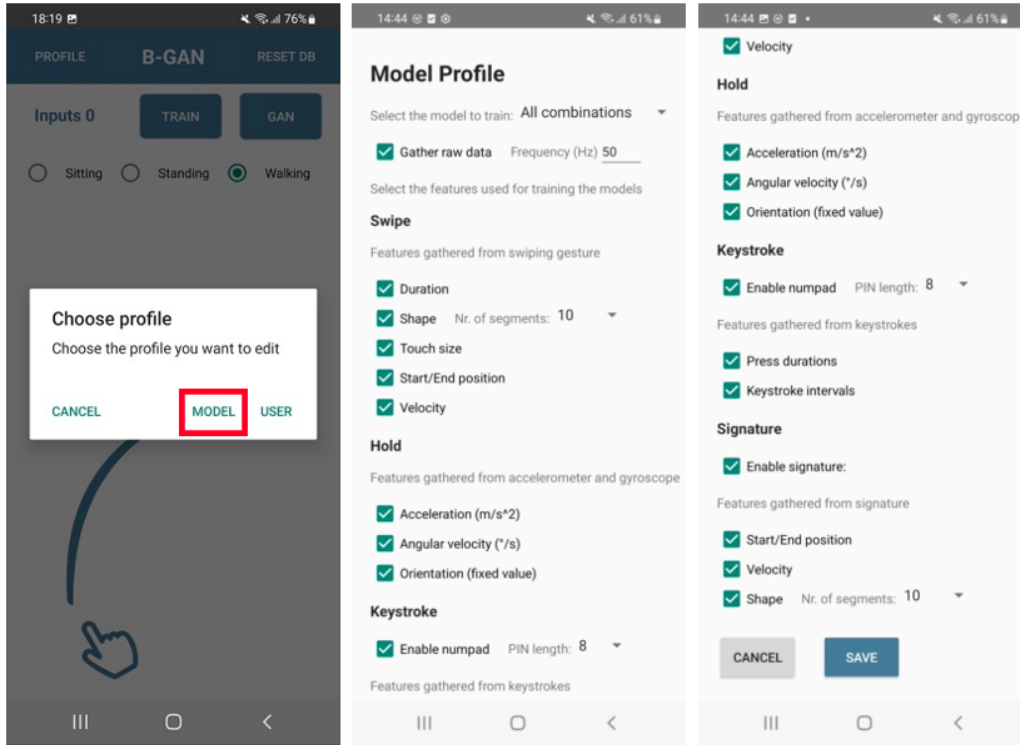 18:19 76%
PROFILE B-GAN RESET DB
Inputs 0 TRAIN GAN
Sitting Standing Walking
Choose profile
Choose the profile you want to edit
CANCEL MODEL USER
14:44 61%
Model Profile
Select the model to train: All combinations
Gather raw data Frequency (Hz) 50
Select the features used for training the models
Swipe
Features gathered from swiping gesture
Duration
Shape Nr. of segments: 10
Touch size
Start/End position
Velocity
Hold
Features gathered from accelerometer and gyroscope
Acceleration (m/s^2)
Angular velocity (°/s)
Orientation (fixed value)
Keystroke
Enable numpad PIN length: 8
Features gathered from keystrokes
14:44 61%
Velocity
Hold
Features gathered from accelerometer and gyroscop
Acceleration (m/s^2)
Angular velocity (°/s)
Orientation (fixed value)
Keystroke
Enable numpad PIN length: 8
Features gathered from keystrokes
Press durations
Keystroke intervals
Signature
Enable signature:
Features gathered from signature
Start/End position
Velocity
Shape Nr. of segments: 10
CANCEL SAVE